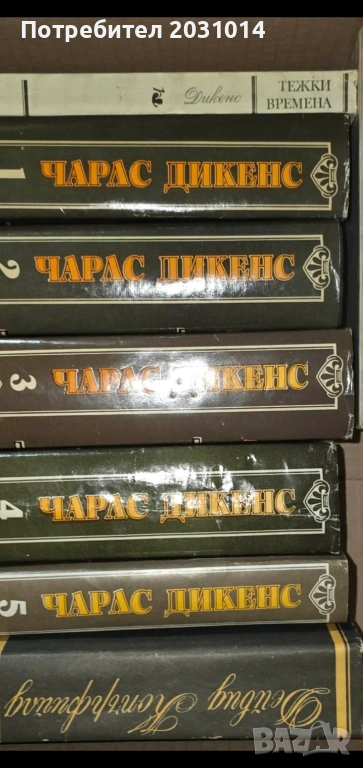 Потребител 2031014
Дикенс
ТЕЖКИ
ВРЕМЕНА
1 ЧАРЛС ДИКЕНС
2 ЧАРЛС ДИКЕНС
3 ЧАРЛС ДИКЕНС
4 ЧАРЛС ДИКЕНС
5 ЧАРЛС ДИКЕНС
Дейвид Копърфийлд
BAZAR